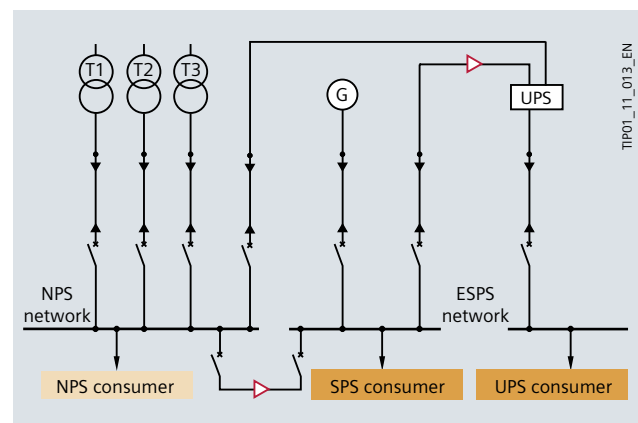 T1 T2 T3
G
UPS
TIP01_11_013_EN
NPS
network
ESPS
network
NPS consumer
SPS consumer
UPS consumer